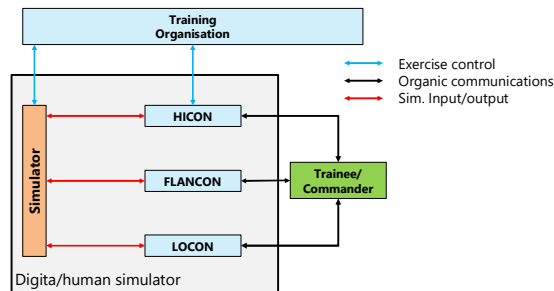 Training
Organisation
Exercise control
Organic communications
Sim. Input/output
Simulator
HICON
FLANCON
LOCON
Trainee/
Commander
Digita/human simulator